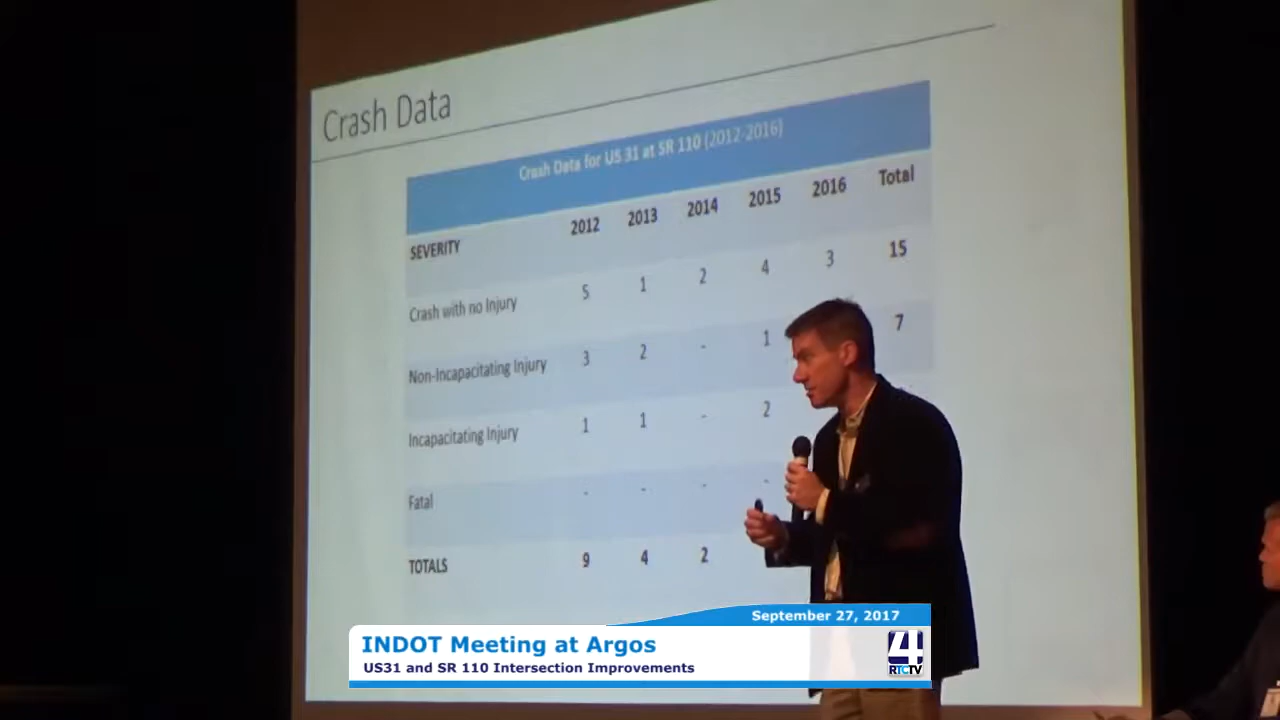 Crash Data
Crash Data for US 31 at SR 110 (2012-2016)
SEVERITY 2012 2013 2014 2015 2016 Total
Crash with no Injury 5 1 2 4 3 15
Non-Incapacitating Injury 3 2 - 1 7
Incapacitating Injury 1 1 - 2
Fatal - - - -
TOTALS 9 4 2
September 27, 2017
INDOT Meeting at Argos
US31 and SR 110 Intersection Improvements
4
RTCTV